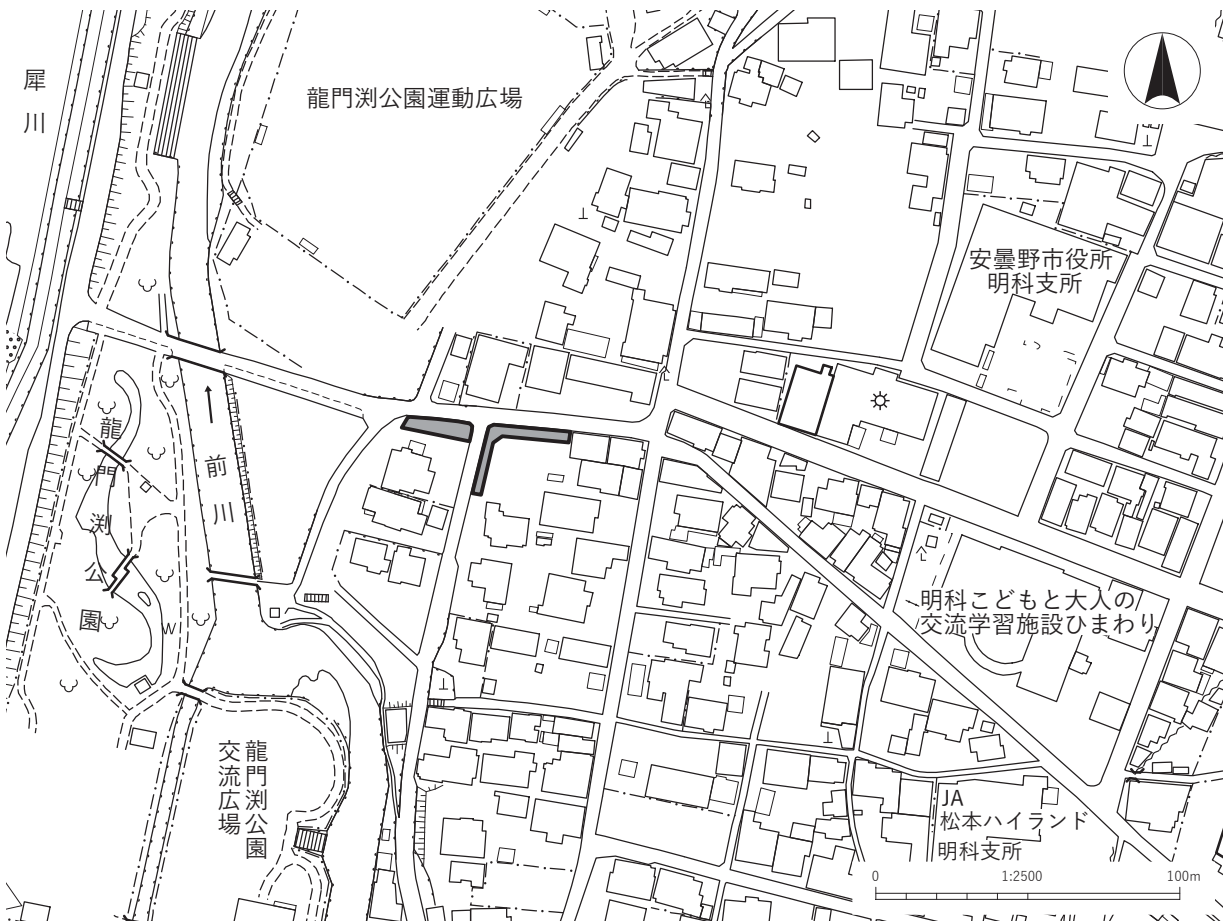 犀川
龍門渕公園運動広場
安曇野市役所
明科支所
龍門渕公園
前川
明科こどもと大人の
交流学習施設ひまわり
龍門渕公園
交流広場
JA
松本ハイランド
明科支所
0 1:2500 100m